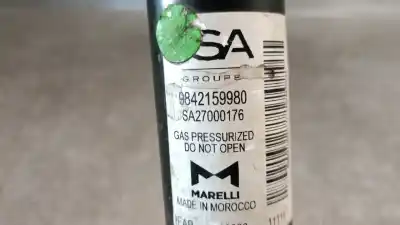 SA
GROUPE
9842159980
SA27000176
GAS PRESSURIZED
DO NOT OPEN
MARELLI
MADE IN MOROCCO